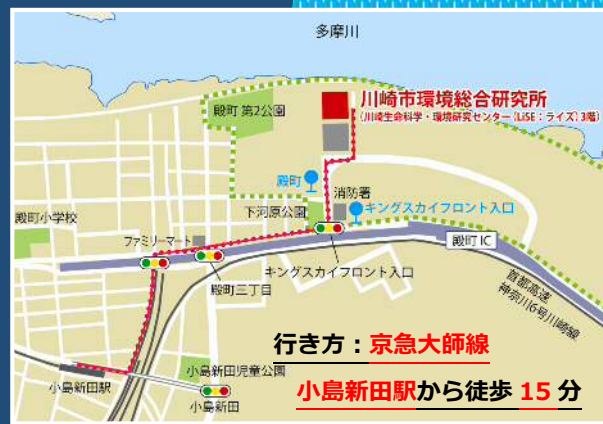 多摩川
川崎市環境総合研究所
(川崎生命科学・環境研究センター(LiSE：ライズ)3階)
殿町第2公園
殿町
消防署
下河原公園
キングスカイフロント入口
殿町小学校
ファミリーマート
殿町IC
キングスカイフロント入口
殿町三丁目
首都高速
神奈川6号川崎線
行き方：京急大師線
小島新田駅から徒歩 15 分
小島新田児童公園
小島新田駅
小島新田